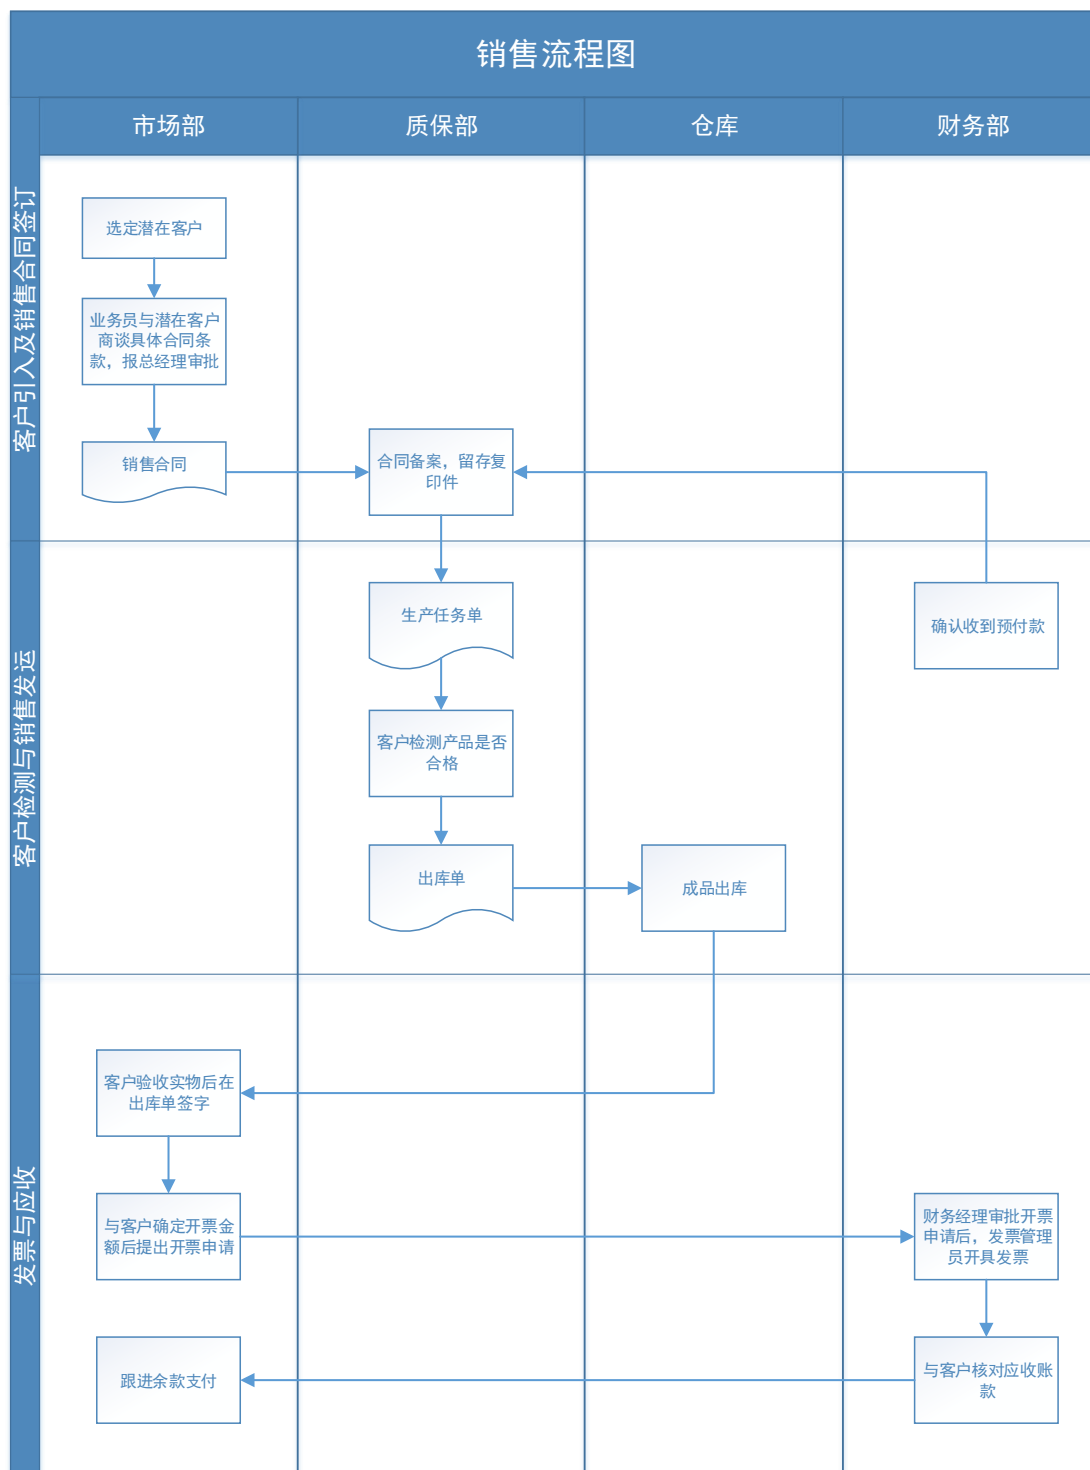 销售流程图
市场部
质保部
仓库
财务部
客户引入及销售合同签订
选定潜在客户
业务员与潜在客户
商谈具体合同条
款，报总经理审批
销售合同
合同备案，留存复
印件
客户检测与销售发运
生产任务单
确认收到预付款
客户检测产品是否
合格
出库单
成品出库
发票与应收
客户验收实物后在
出库单签字
与客户确定开票金
额后提出开票申请
财务经理审批开票
申请后，发票管理
员开具发票
跟进余款支付
与客户核对应收账
款